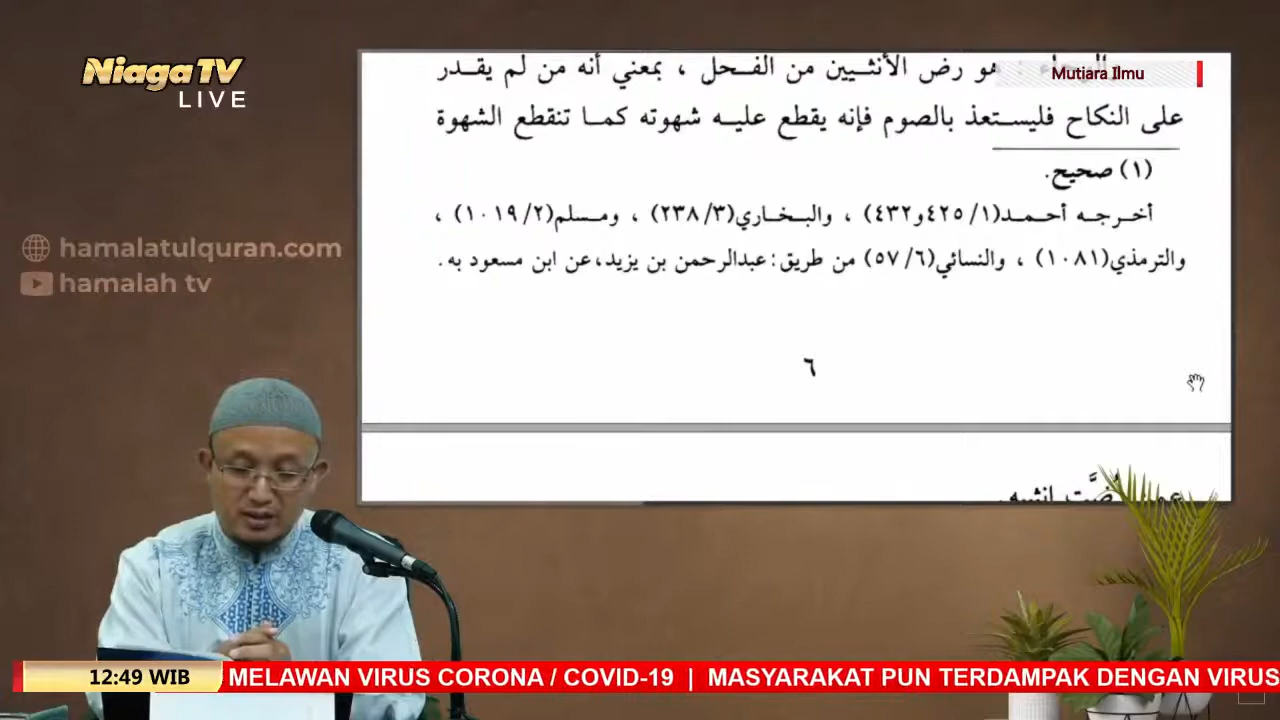 NiagaTV
LIVE
Mutiara Ilmu
هو رض الأنثيين من الفحل ، بمعني أنه من لم يقدر
على النكاح فليستعذ بالصوم فإنه يقطع عليه شهوته كما تنقطع الشهوة
(١) صحيح.
أخرجه أحمد(٤٢٥/١و٤٣٢) ، والبخاري(٢٣٨/٣) ، ومسلم(١٠١٩/٢) ،
والترمذي(١٠٨١) ، والنسائي(٥٧/٦) من طريق: عبدالرحمن بن يزيد،عن ابن مسعود به.
٦
hamalatulquran.com
hamalah tv
12:49 WIB
MELAWAN VIRUS CORONA / COVID-19 | MASYARAKAT PUN TERDAMPAK DENGAN VIRUS